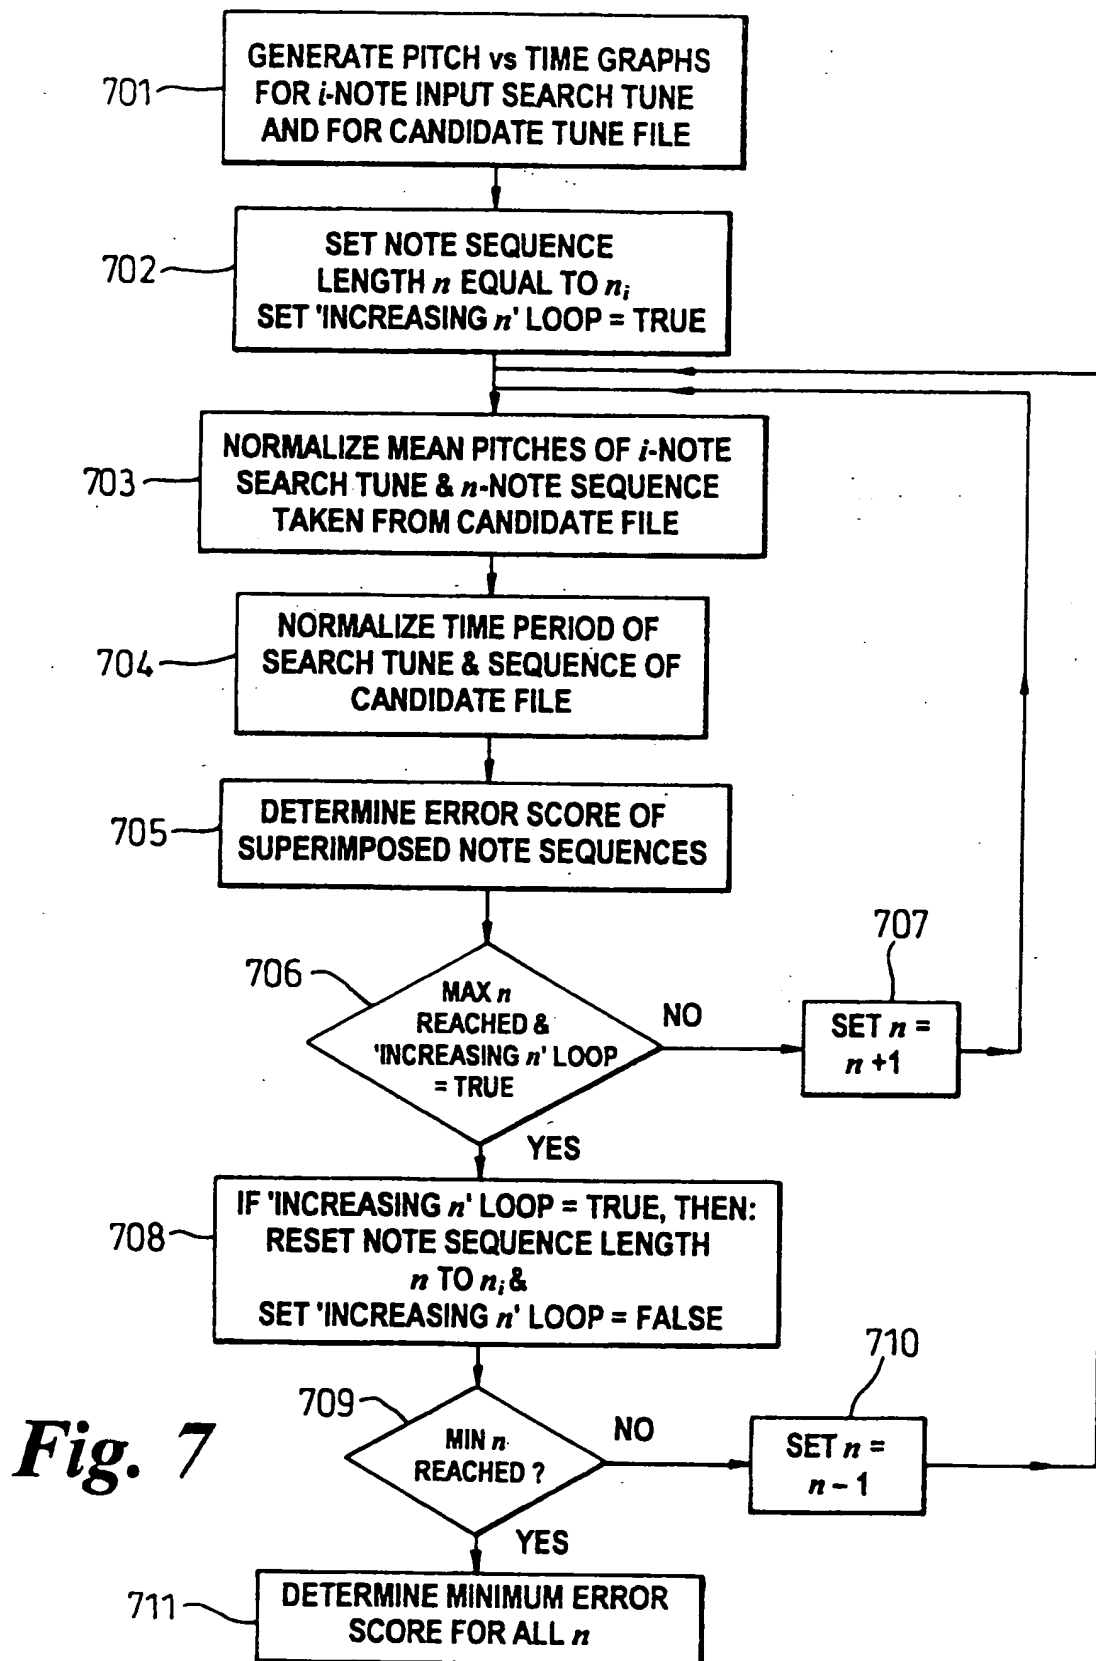 701
GENERATE PITCH vs TIME GRAPHS
FOR i-NOTE INPUT SEARCH TUNE
AND FOR CANDIDATE TUNE FILE
702
SET NOTE SEQUENCE
LENGTH n EQUAL TO nᵢ
SET 'INCREASING n' LOOP = TRUE
703
NORMALIZE MEAN PITCHES OF i-NOTE
SEARCH TUNE & n-NOTE SEQUENCE
TAKEN FROM CANDIDATE FILE
704
NORMALIZE TIME PERIOD OF
SEARCH TUNE & SEQUENCE OF
CANDIDATE FILE
705
DETERMINE ERROR SCORE OF
SUPERIMPOSED NOTE SEQUENCES
706
MAX n
REACHED &
'INCREASING n' LOOP
= TRUE
NO
707
SET n =
n+1
YES
708
IF 'INCREASING n' LOOP = TRUE, THEN:
RESET NOTE SEQUENCE LENGTH
n TO nᵢ &
SET 'INCREASING n' LOOP = FALSE
709
MIN n
REACHED ?
NO
710
SET n =
n – 1
YES
711
DETERMINE MINIMUM ERROR
SCORE FOR ALL n
Fig. 7